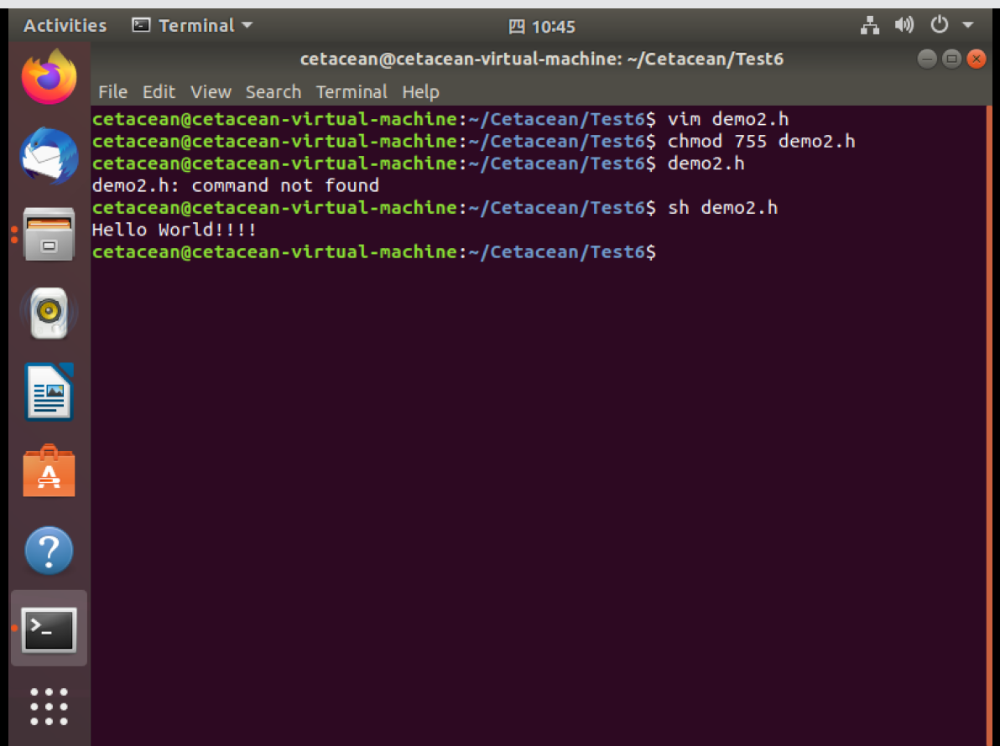 Activities Terminal 四 10:45
cetacean@cetacean-virtual-machine: ~/Cetacean/Test6
File Edit View Search Terminal Help
cetacean@cetacean-virtual-machine:~/Cetacean/Test6$ vim demo2.h
cetacean@cetacean-virtual-machine:~/Cetacean/Test6$ chmod 755 demo2.h
cetacean@cetacean-virtual-machine:~/Cetacean/Test6$ demo2.h
demo2.h: command not found
cetacean@cetacean-virtual-machine:~/Cetacean/Test6$ sh demo2.h
Hello World!!!!
cetacean@cetacean-virtual-machine:~/Cetacean/Test6$